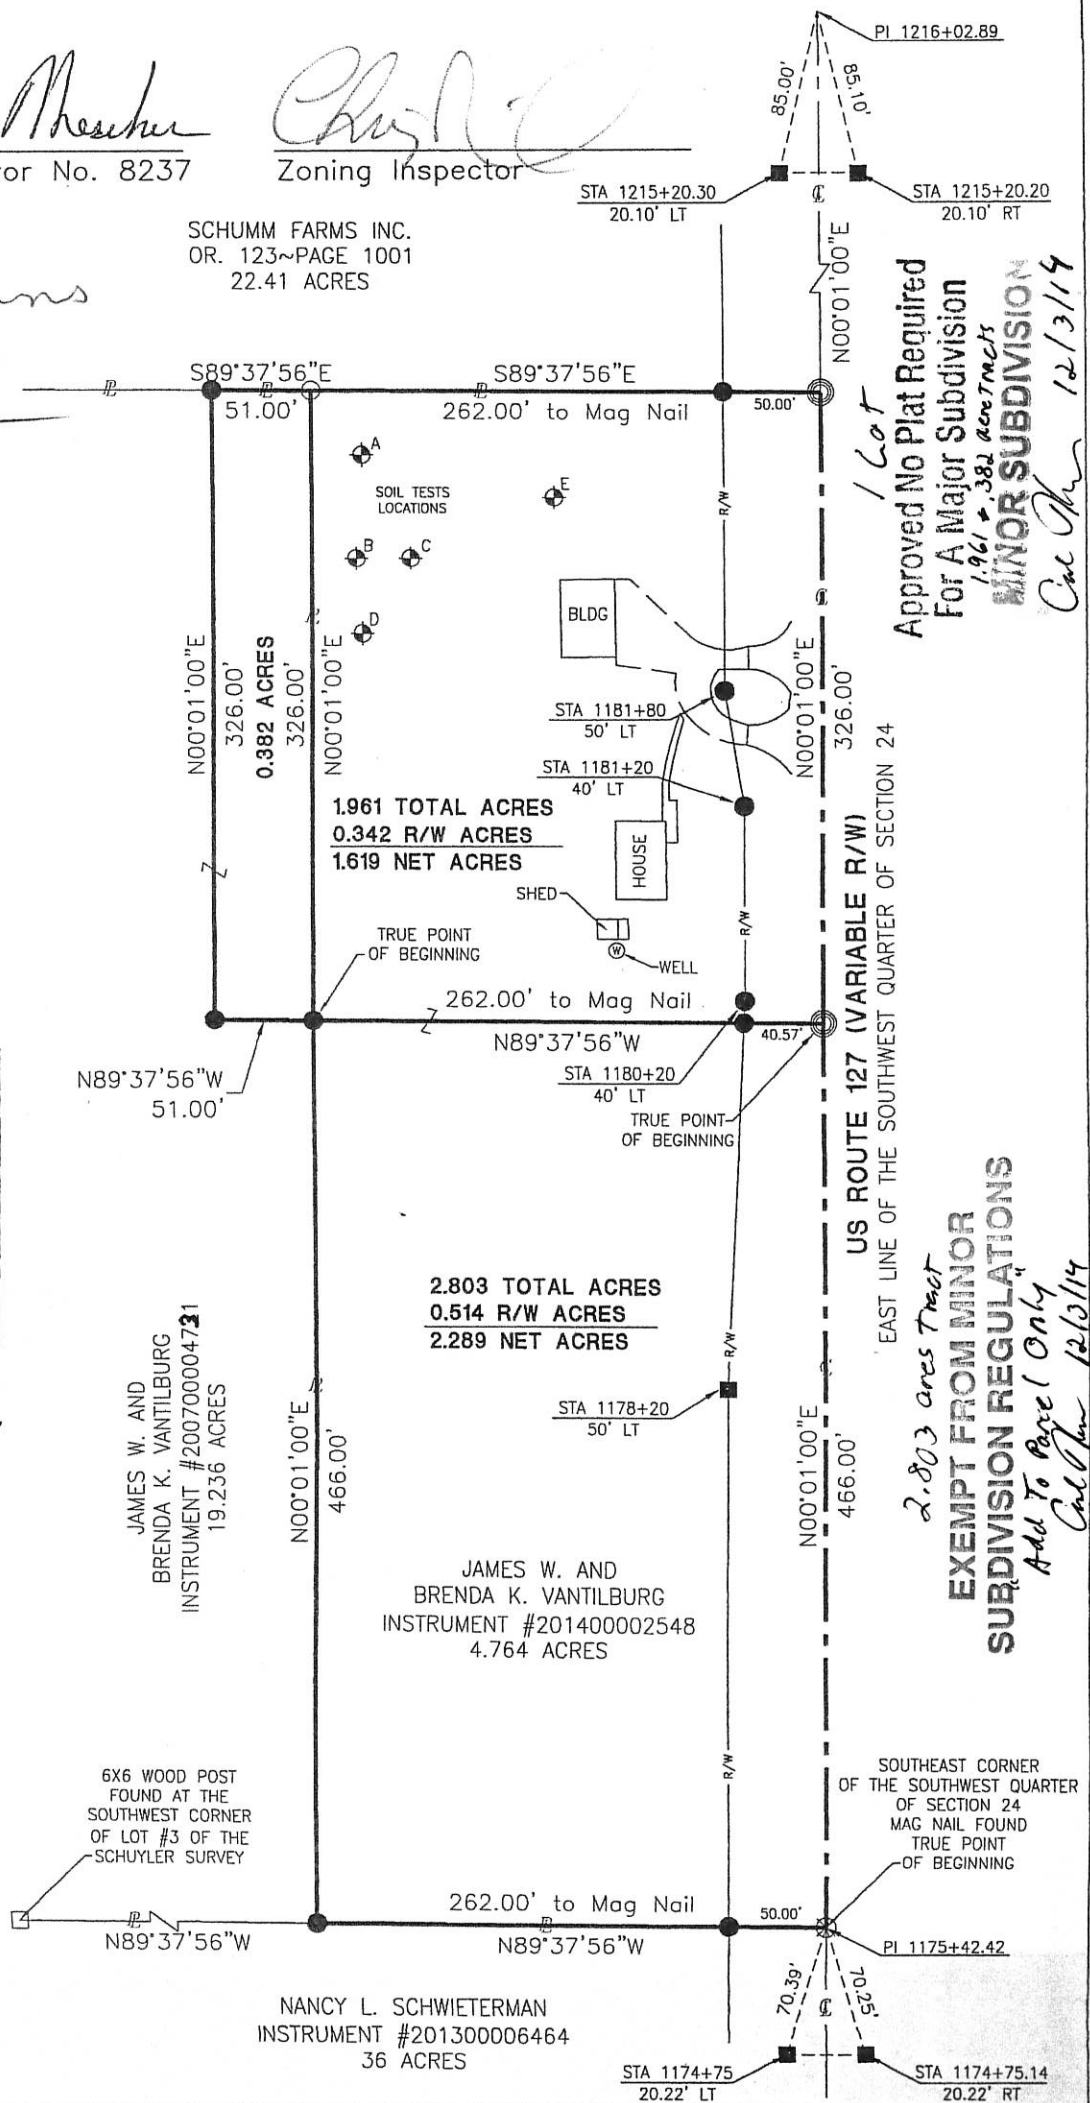 PI 1216+02.89
85.00'
85.10'
or No. 8237
Zoning Inspector
STA 1215+20.30
20.10' LT
STA 1215+20.20
20.10' RT
SCHUMM FARMS INC.
OR. 123~PAGE 1001
22.41 ACRES
N00°01'00"E
S89°37'56"E
51.00'
S89°37'56"E
262.00' to Mag Nail
50.00'
1 Lot
Approved No Plat Required
For A Major Subdivision
1.961 + .382 acre tracts
MINOR SUBDIVISION
12/3/14
A
SOIL TESTS
LOCATIONS
E
B
C
D
R/W
BLDG
N00°01'00"E
326.00'
0.382 ACRES
326.00'
N00°01'00"E
STA 1181+80
50' LT
N00°01'00"E
326.00'
STA 1181+20
40' LT
1.961 TOTAL ACRES
0.342 R/W ACRES
1.619 NET ACRES
HOUSE
SHED
W
WELL
R/W
TRUE POINT
OF BEGINNING
262.00' to Mag Nail
N89°37'56"W
40.57'
N89°37'56"W
51.00'
STA 1180+20
40' LT
TRUE POINT
OF BEGINNING
US ROUTE 127 (VARIABLE R/W)
EAST LINE OF THE SOUTHWEST QUARTER OF SECTION 24
2.803 TOTAL ACRES
0.514 R/W ACRES
2.289 NET ACRES
R/W
STA 1178+20
50' LT
JAMES W. AND
BRENDA K. VANTILBURG
INSTRUMENT #200700004731
19.236 ACRES
N00°01'00"E
466.00'
N00°01'00"E
466.00'
2.803 acres Tract
EXEMPT FROM MINOR
SUBDIVISION REGULATIONS
"Add To Parcel Only"
12/3/14
JAMES W. AND
BRENDA K. VANTILBURG
INSTRUMENT #201400002548
4.764 ACRES
R/W
6X6 WOOD POST
FOUND AT THE
SOUTHWEST CORNER
OF LOT #3 OF THE
SCHUYLER SURVEY
SOUTHEAST CORNER
OF THE SOUTHWEST QUARTER
OF SECTION 24
MAG NAIL FOUND
TRUE POINT
OF BEGINNING
N89°37'56"W
262.00' to Mag Nail
N89°37'56"W
50.00'
PI 1175+42.42
70.39'
70.25'
NANCY L. SCHWIETERMAN
INSTRUMENT #201300006464
36 ACRES
STA 1174+75
20.22' LT
STA 1174+75.14
20.22' RT